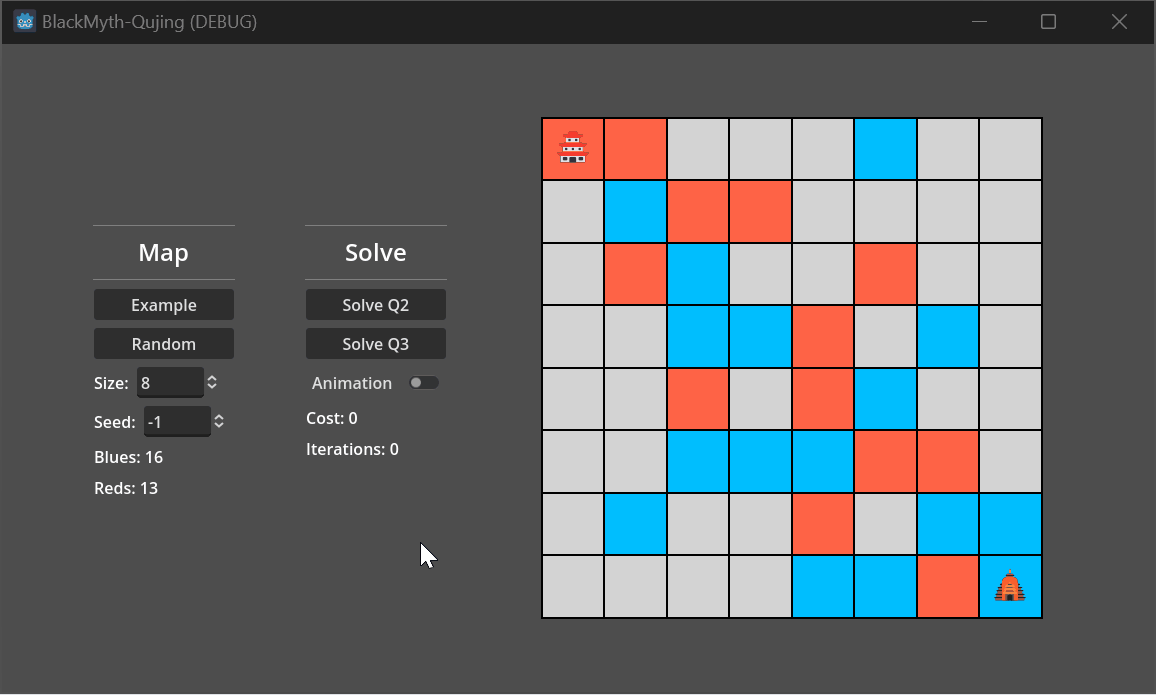 BlackMyth-Qujing (DEBUG)
Map
Example
Random
Size: 8
Seed: -1
Blues: 16
Reds: 13
Solve
Solve Q2
Solve Q3
Animation
Cost: 0
Iterations: 0